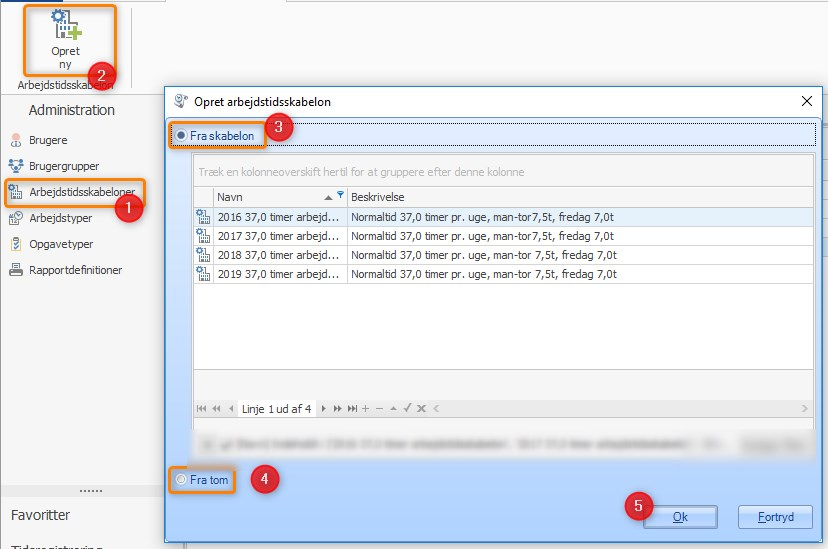 Opret
ny
2
Arbejdstidsskabelon
Administration
Brugere
Brugergrupper
Arbejdstidsskabeloner
1
Arbejdstyper
Opgavetyper
Rapportdefinitioner
Favoritter
Tidsregistrering
Opret arbejdstidsskabelon
Fra skabelon
3
Træk en kolonneoverskift hertil for at gruppere efter denne kolonne
Navn Beskrivelse
2016 37,0 timer arbejd... Normaltid 37,0 timer pr. uge, man-tor7,5t, fredag 7,0t
2017 37,0 timer arbejd... Normaltid 37,0 timer pr. uge, man-tor 7,5t, fredag 7,0t
2018 37,0 timer arbejd... Normaltid 37,0 timer pr. uge, man-tor 7,5t, fredag 7,0t
2019 37,0 timer arbejd... Normaltid 37,0 timer pr. uge, man-tor 7,5t, fredag 7,0t
Linje 1 ud af 4
Fra tom
4
5
Ok
Fortryd